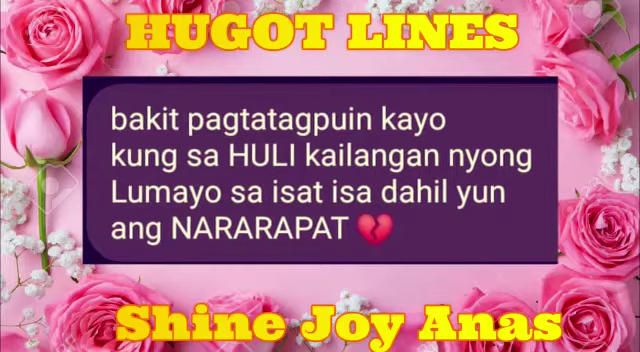 HUGOT LINES
bakit pagtatagpuin kayo
kung sa HULI kailangan nyong
Lumayo sa isat isa dahil yun
ang NARARAPAT 💔
Shine Joy Anas